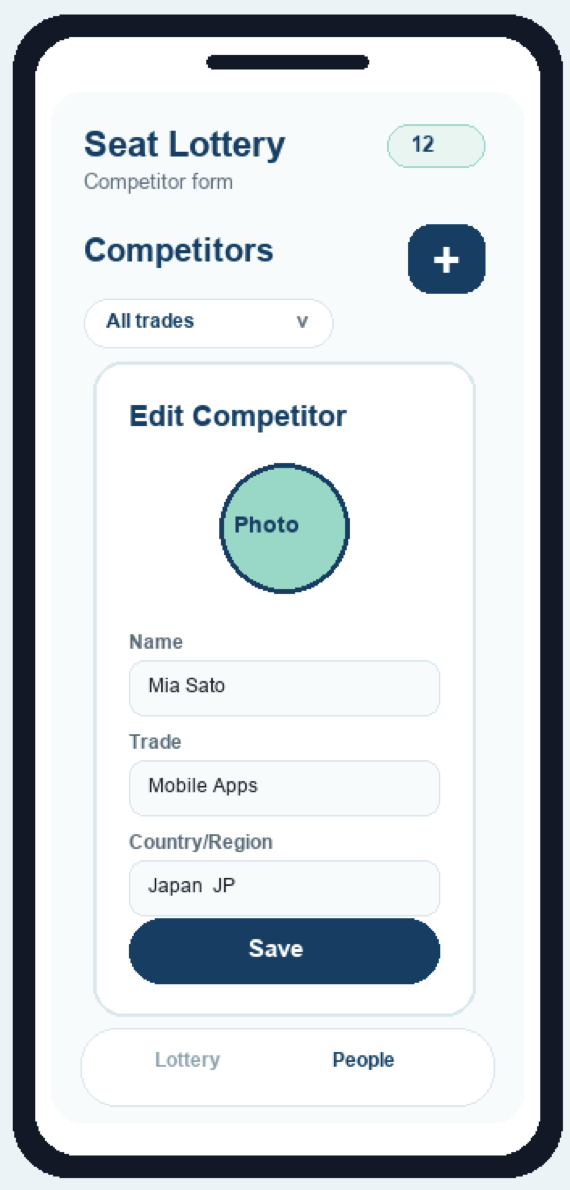 Seat Lottery
12
Competitor form
Competitors
+
All trades v
Edit Competitor
Photo
Name
Mia Sato
Trade
Mobile Apps
Country/Region
Japan JP
Save
Lottery People